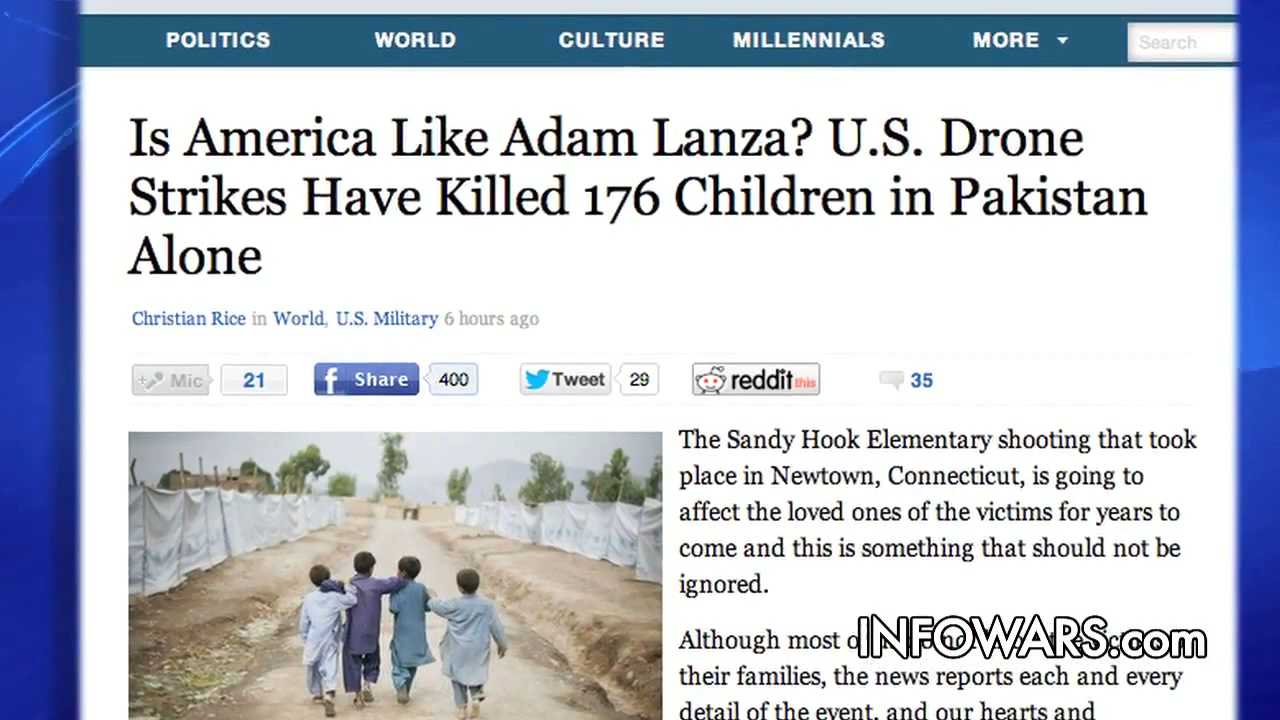 POLITICS WORLD CULTURE MILLENNIALS MORE Search
Is America Like Adam Lanza? U.S. Drone
Strikes Have Killed 176 Children in Pakistan
Alone
Christian Rice in World, U.S. Military 6 hours ago
Mic 21 Share 400 Tweet 29 reddit this 35
The Sandy Hook Elementary shooting that took
place in Newtown, Connecticut, is going to
affect the loved ones of the victims for years to
come and this is something that should not be
ignored.
Although most
INFOWARS.com
their families, the news reports each and every
detail of the event, and our hearts and